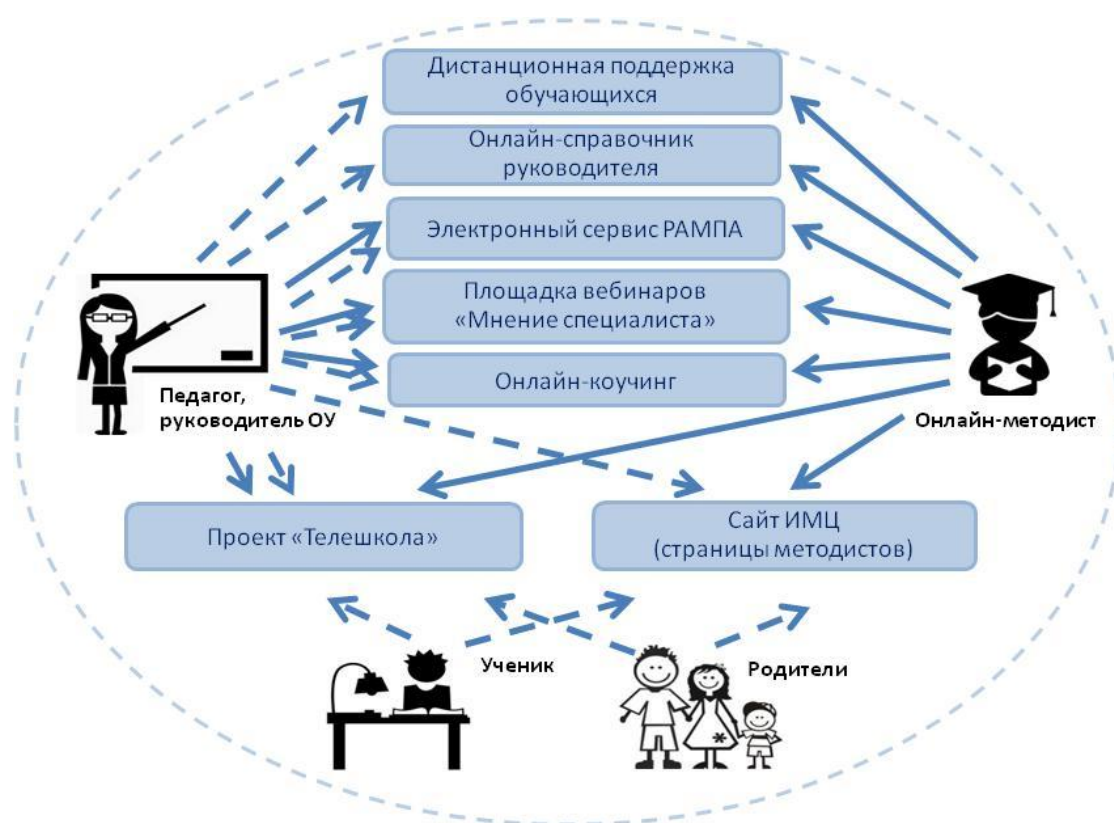 Дистанционная поддержка
обучающихся
Онлайн-справочник
руководителя
Электронный сервис РАМПА
Площадка вебинаров
«Мнение специалиста»
Онлайн-коучинг
Педагог,
руководитель ОУ
Онлайн-методист
Проект «Телешкола»
Сайт ИМЦ
(страницы методистов)
Ученик
Родители